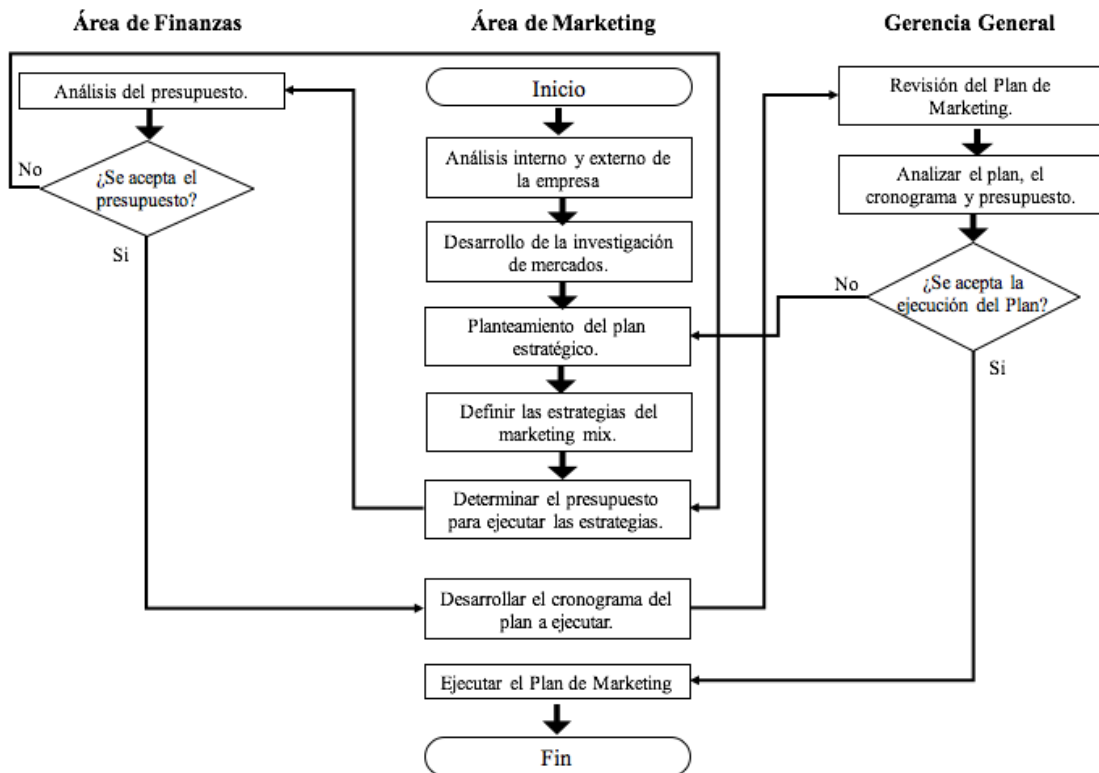 Área de Finanzas
Área de Marketing
Gerencia General
Análisis del presupuesto.
Inicio
Revisión del Plan de
Marketing.
No
¿Se acepta el
presupuesto?
Si
Análisis interno y externo de
la empresa
Analizar el plan, el
cronograma y presupuesto.
Desarrollo de la investigación
de mercados.
No
¿Se acepta la
ejecución del Plan?
Si
Planteamiento del plan
estratégico.
Definir las estrategias del
marketing mix.
Determinar el presupuesto
para ejecutar las estrategias.
Desarrollar el cronograma del
plan a ejecutar.
Ejecutar el Plan de Marketing
Fin